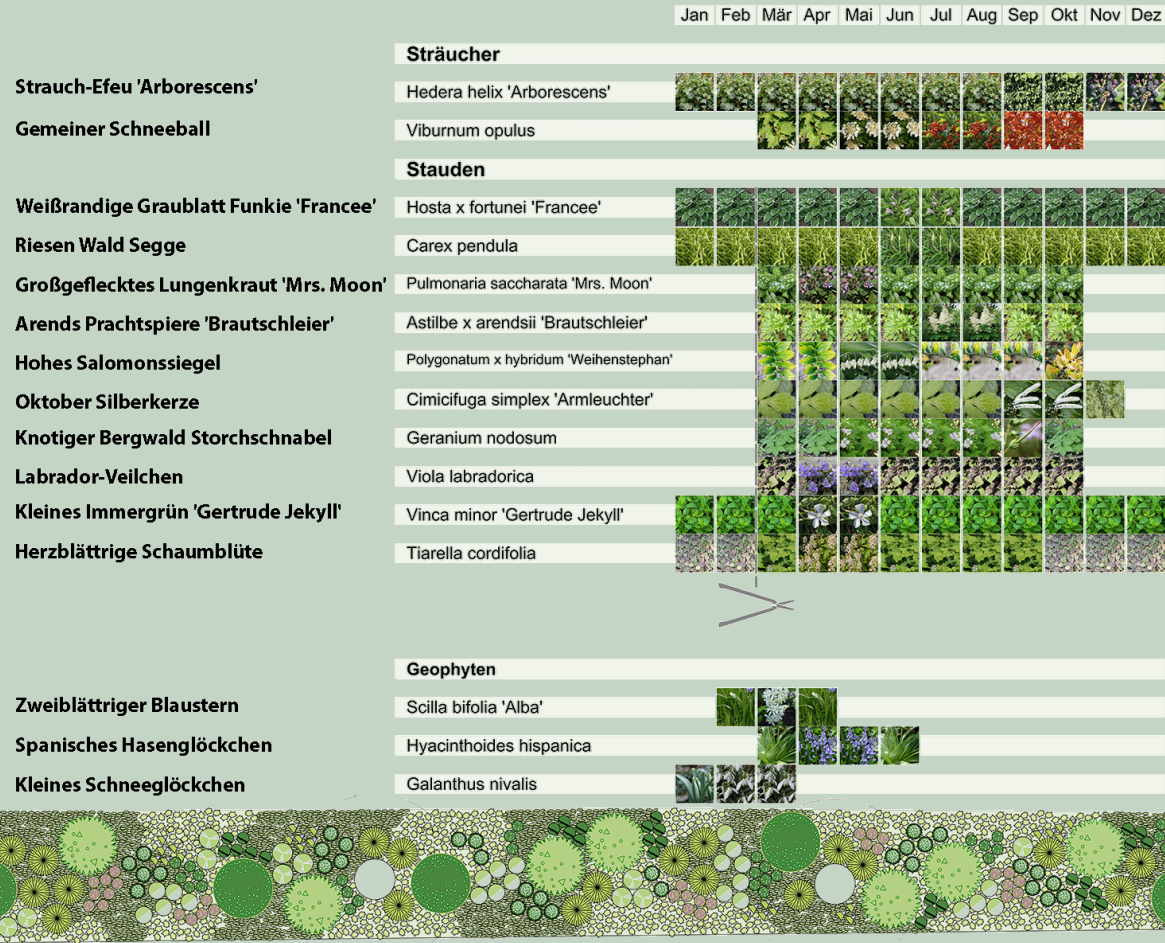 Jan Feb Mär Apr Mai Jun Jul Aug Sep Okt Nov Dez
Sträucher
Strauch-Efeu 'Arborescens' Hedera helix 'Arborescens'
Gemeiner Schneeball Viburnum opulus
Stauden
Weißrandige Graublatt Funkie 'Francee' Hosta x fortunei 'Francee'
Riesen Wald Segge Carex pendula
Großgeflecktes Lungenkraut 'Mrs. Moon' Pulmonaria saccharata 'Mrs. Moon'
Arends Prachtspiere 'Brautschleier' Astilbe x arendsii 'Brautschleier'
Hohes Salomonssiegel Polygonatum x hybridum 'Weihenstephan'
Oktober Silberkerze Cimicifuga simplex 'Armleuchter'
Knotiger Bergwald Storchschnabel Geranium nodosum
Labrador-Veilchen Viola labradorica
Kleines Immergrün 'Gertrude Jekyll' Vinca minor 'Gertrude Jekyll'
Herzblättrige Schaumblüte Tiarella cordifolia
Geophyten
Zweiblättriger Blaustern Scilla bifolia 'Alba'
Spanisches Hasenglöckchen Hyacinthoides hispanica
Kleines Schneeglöckchen Galanthus nivalis